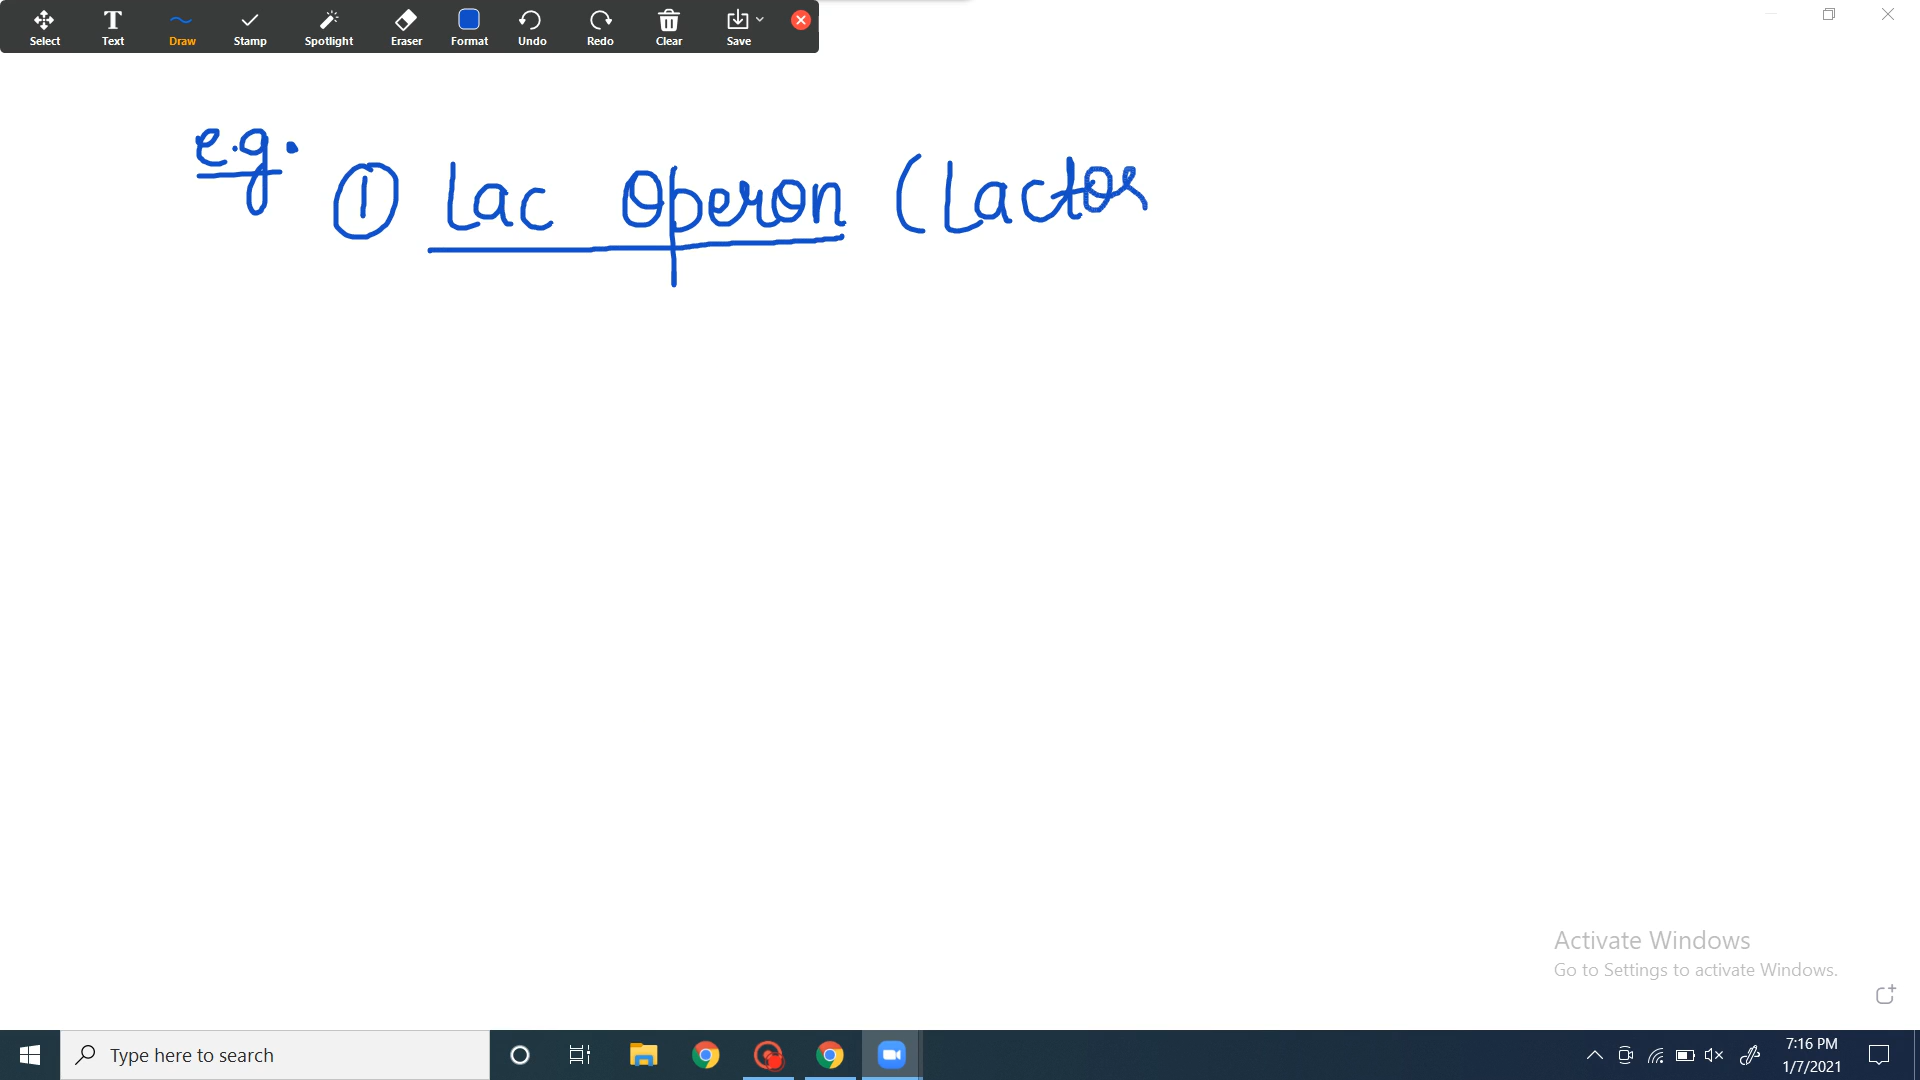 Select Text Draw Stamp Spotlight Eraser Format Undo Redo Clear Save
e.g.
① Lac Operon (Lactos
Activate Windows
Go to Settings to activate Windows.
Type here to search
7:16 PM
1/7/2021